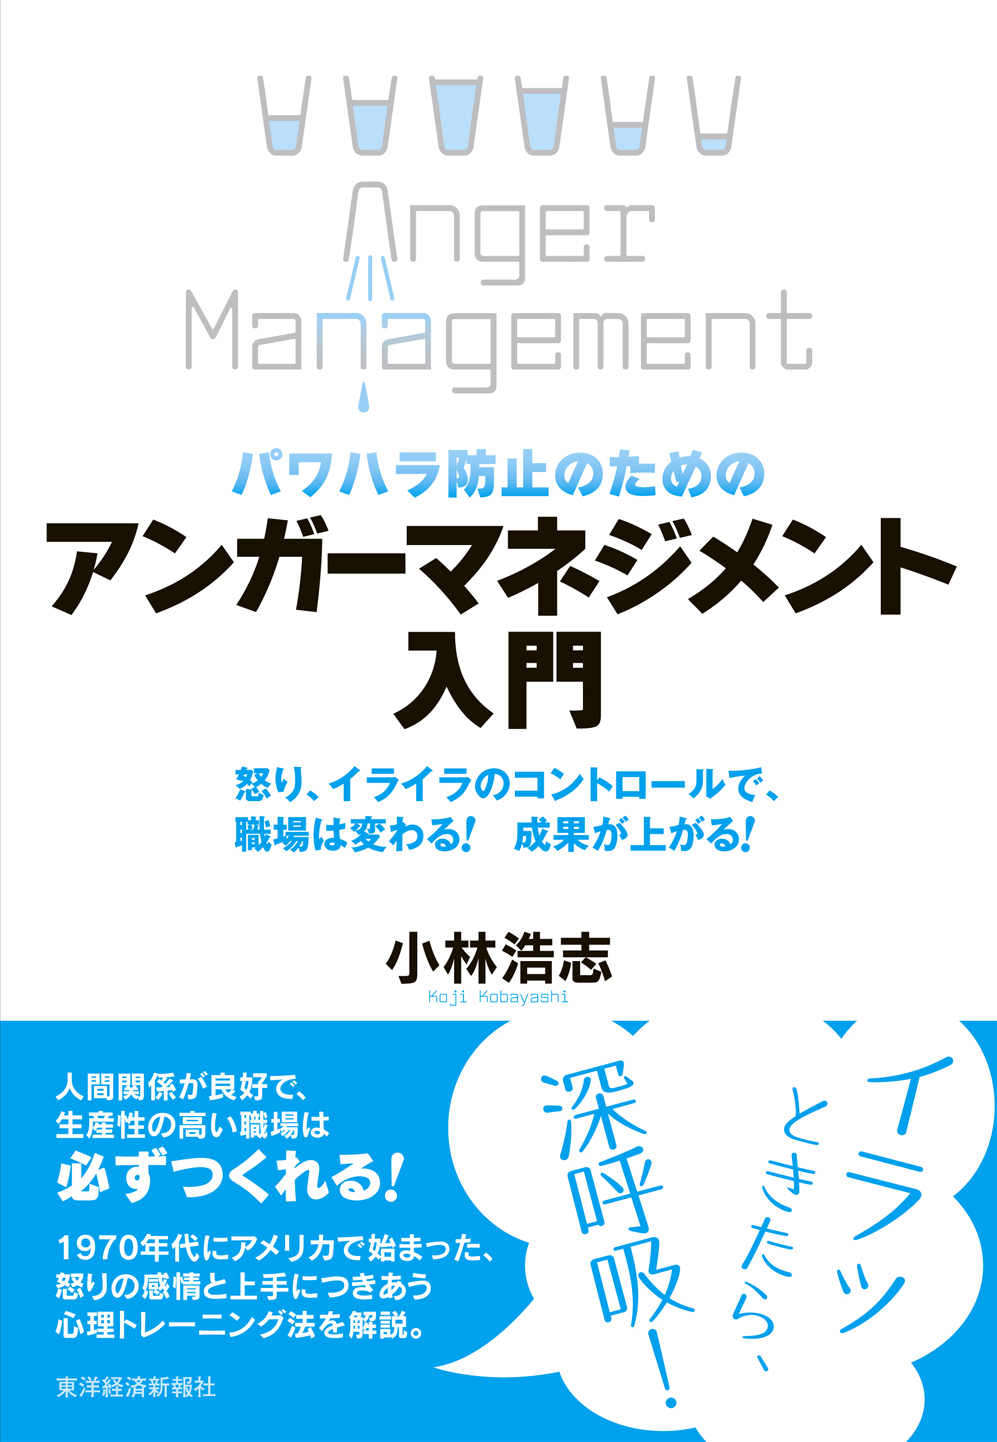 Anger
Management
パワハラ防止のための
アンガーマネジメント
入門
怒り、イライラのコントロールで、
職場は変わる！ 成果が上がる！
小林浩志
Koji Kobayashi
人間関係が良好で、
生産性の高い職場は
必ずつくれる！
1970年代にアメリカで始まった、
怒りの感情と上手につきあう
心理トレーニング法を解説。
東洋経済新報社
イラッ
ときたら、
深呼吸！